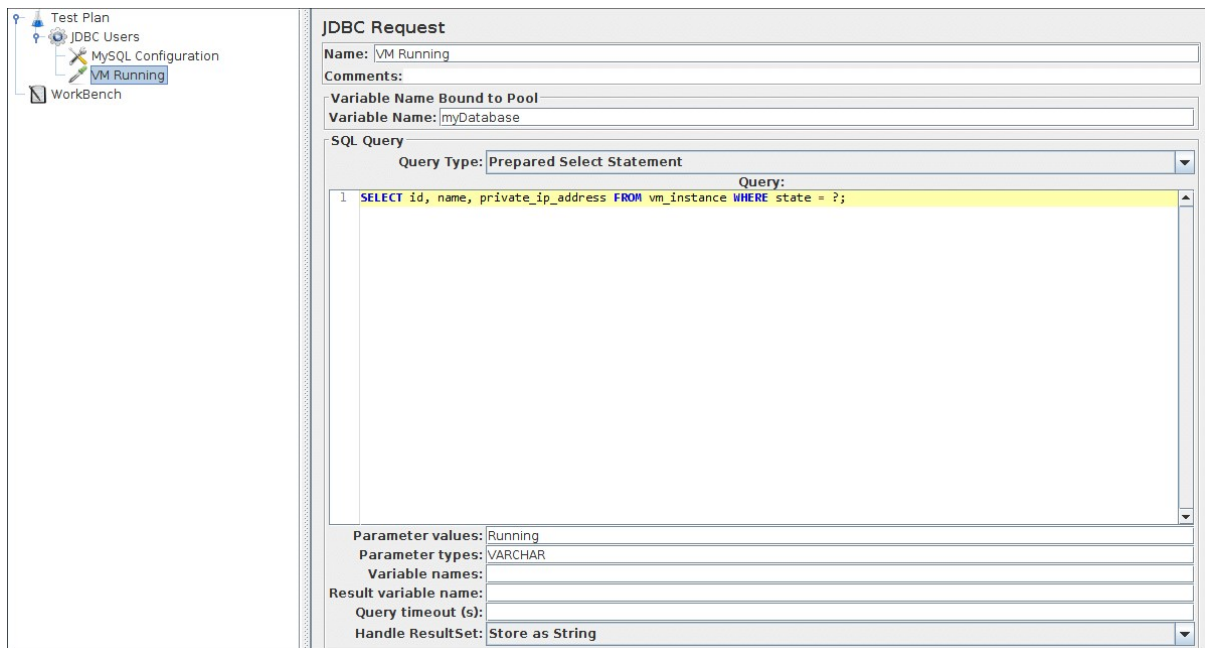 Test Plan
JDBC Users
MySQL Configuration
VM Running
WorkBench
JDBC Request
Name: VM Running
Comments:
Variable Name Bound to Pool
Variable Name: myDatabase
SQL Query
Query Type: Prepared Select Statement
Query:
1 SELECT id, name, private_ip_address FROM vm_instance WHERE state = ?;
Parameter values: Running
Parameter types: VARCHAR
Variable names:
Result variable name:
Query timeout (s):
Handle ResultSet: Store as String